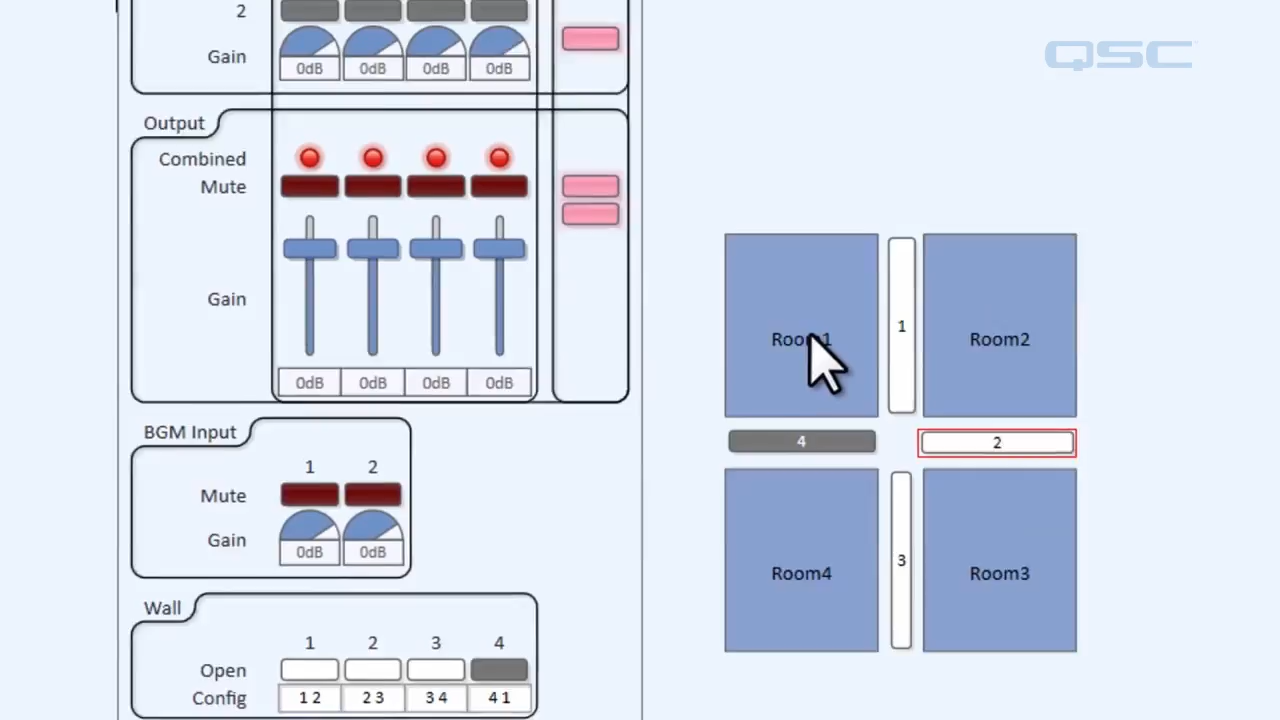 QSC
2
Gain
0dB 0dB 0dB 0dB
Output
Combined
Mute
Gain
0dB 0dB 0dB 0dB
BGM Input
1 2
Mute
Gain
0dB 0dB
Wall
1 2 3 4
Open
Config
1 2 2 3 3 4 4 1
Room1
1
Room2
4
2
Room4
3
Room3